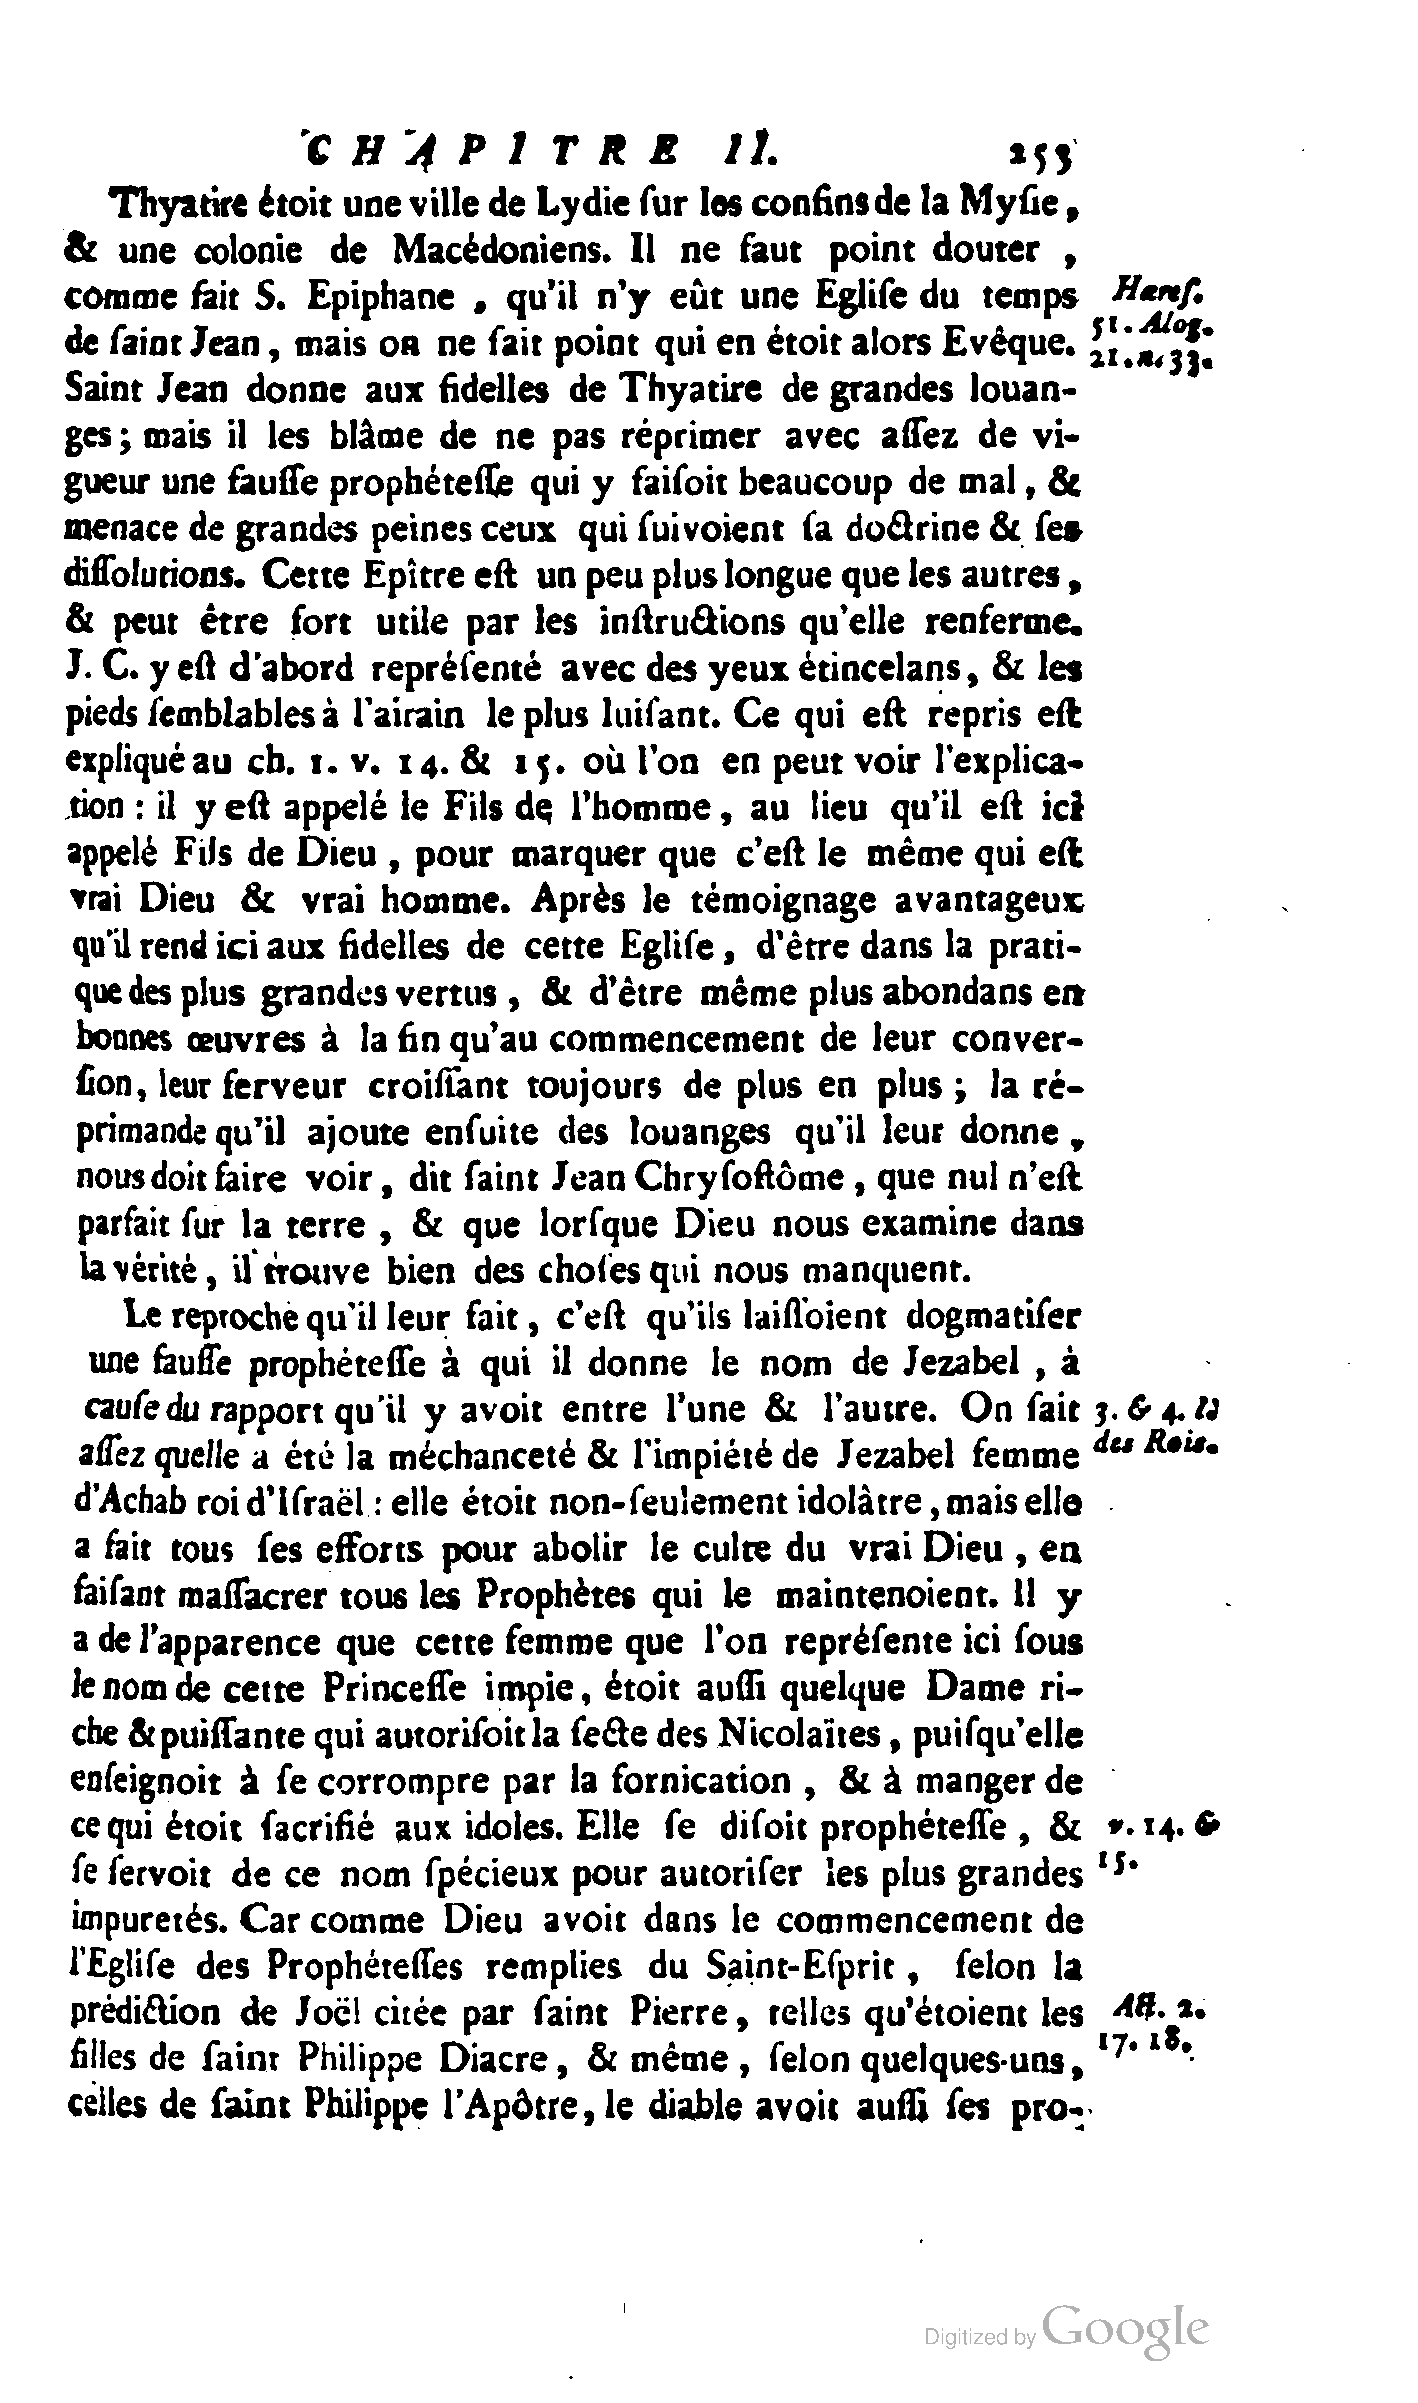 CHAPITRE II. 253
Thyatire étoit une ville de Lydie ſur les confins de la Myſie,
& une colonie de Macédoniens. Il ne faut point douter,
comme fait S. Epiphane, qu'il n'y eût une Egliſe du temps
Hæreſ.
de ſaint Jean, mais on ne ſait point qui en étoit alors Evêque.
51. Alog.
21. n. 33.
Saint Jean donne aux fidelles de Thyatire de grandes louan-
ges; mais il les blâme de ne pas réprimer avec aſſez de vi-
gueur une fauſſe prophéteſſe qui y faiſoit beaucoup de mal, &
menace de grandes peines ceux qui ſuivoient ſa doctrine & ſes
diſſolutions. Cette Epître eſt un peu plus longue que les autres,
& peut être fort utile par les inſtructions qu'elle renferme.
J. C. y eſt d'abord repréſenté avec des yeux étincelans, & les
pieds ſemblables à l'airain le plus luiſant. Ce qui eſt repris eſt
expliqué au ch. 1. v. 14. & 15. où l'on en peut voir l'explica-
tion : il y eſt appelé le Fils de l'homme, au lieu qu'il eſt ici
appelé Fils de Dieu, pour marquer que c'eſt le même qui eſt
vrai Dieu & vrai homme. Après le témoignage avantageux
qu'il rend ici aux fidelles de cette Egliſe, d'être dans la prati-
que des plus grandes vertus, & d'être même plus abondans en
bonnes œuvres à la fin qu'au commencement de leur conver-
ſion, leur ferveur croiſſant toujours de plus en plus ; la ré-
primande qu'il ajoute enſuite des louanges qu'il leur donne,
nous doit faire voir, dit ſaint Jean Chryſoſtôme, que nul n'eſt
parfait ſur la terre, & que lorſque Dieu nous examine dans
la vérité, il trouve bien des choſes qui nous manquent.
Le reproche qu'il leur fait, c'eſt qu'ils laiſſoient dogmatiſer
une fauſſe prophéteſſe à qui il donne le nom de Jezabel, à
cauſe du rapport qu'il y avoit entre l'une & l'autre. On ſait
3. & 4. li
aſſez quelle a été la méchanceté & l'impiété de Jezabel femme
des Rois.
d'Achab roi d'Iſraël : elle étoit non-ſeulement idolâtre, mais elle
a fait tous ſes efforts pour abolir le culte du vrai Dieu, en
faiſant maſſacrer tous les Prophètes qui le maintenoient. Il y
a de l'apparence que cette femme que l'on repréſente ici ſous
le nom de cette Princeſſe impie, étoit auſſi quelque Dame ri-
che & puiſſante qui autoriſoit la ſecte des Nicolaïtes, puiſqu'elle
enſeignoit à ſe corrompre par la fornication, & à manger de
ce qui étoit ſacrifié aux idoles. Elle ſe diſoit prophéteſſe, &
v. 14. &
ſe ſervoit de ce nom ſpécieux pour autoriſer les plus grandes
15.
impuretés. Car comme Dieu avoit dans le commencement de
l'Egliſe des Prophéteſſes remplies du Saint-Eſprit, ſelon la
prédiction de Joël citée par ſaint Pierre, telles qu'étoient les
Act. 2.
filles de ſaint Philippe Diacre, & même, ſelon quelques-uns,
17. 18.
celles de ſaint Philippe l'Apôtre, le diable avoit auſſi ſes pro-
Digitized by Google